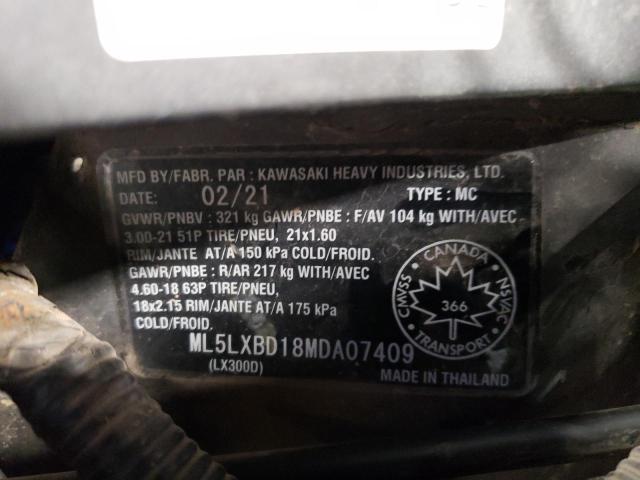 MFD BY/FABR. PAR : KAWASAKI HEAVY INDUSTRIES, LTD.
DATE: 02/21 TYPE : MC
GVWR/PNBV : 321 kg GAWR/PNBE : F/AV 104 kg WITH/AVEC
3.00-21 51P TIRE/PNEU, 21x1.60
RIM/JANTE AT/A 150 kPa COLD/FROID.
GAWR/PNBE : R/AR 217 kg WITH/AVEC
4.60-18 63P TIRE/PNEU,
18x2.15 RIM/JANTE AT/A 175 kPa
COLD/FROID.
ML5LXBD18MDA07409
(LX300D)
MADE IN THAILAND
CANADA
CMVSS
366
NSVAC
TRANSPORT